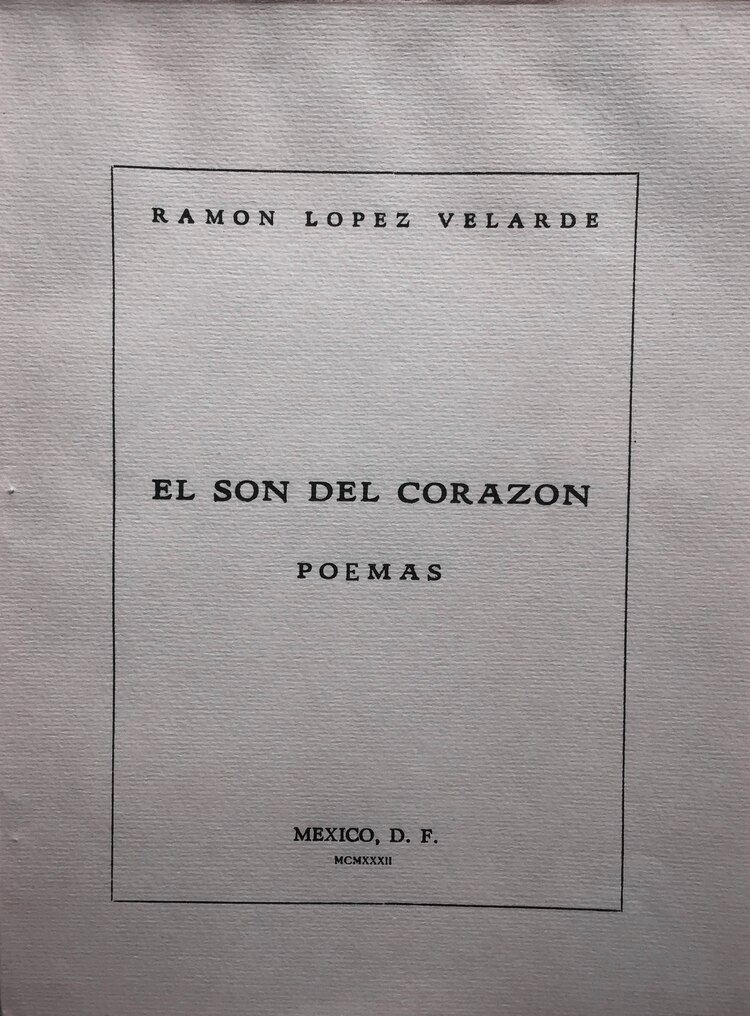 RAMON LOPEZ VELARDE
EL SON DEL CORAZON
POEMAS
MEXICO, D. F.
MCMXXXII